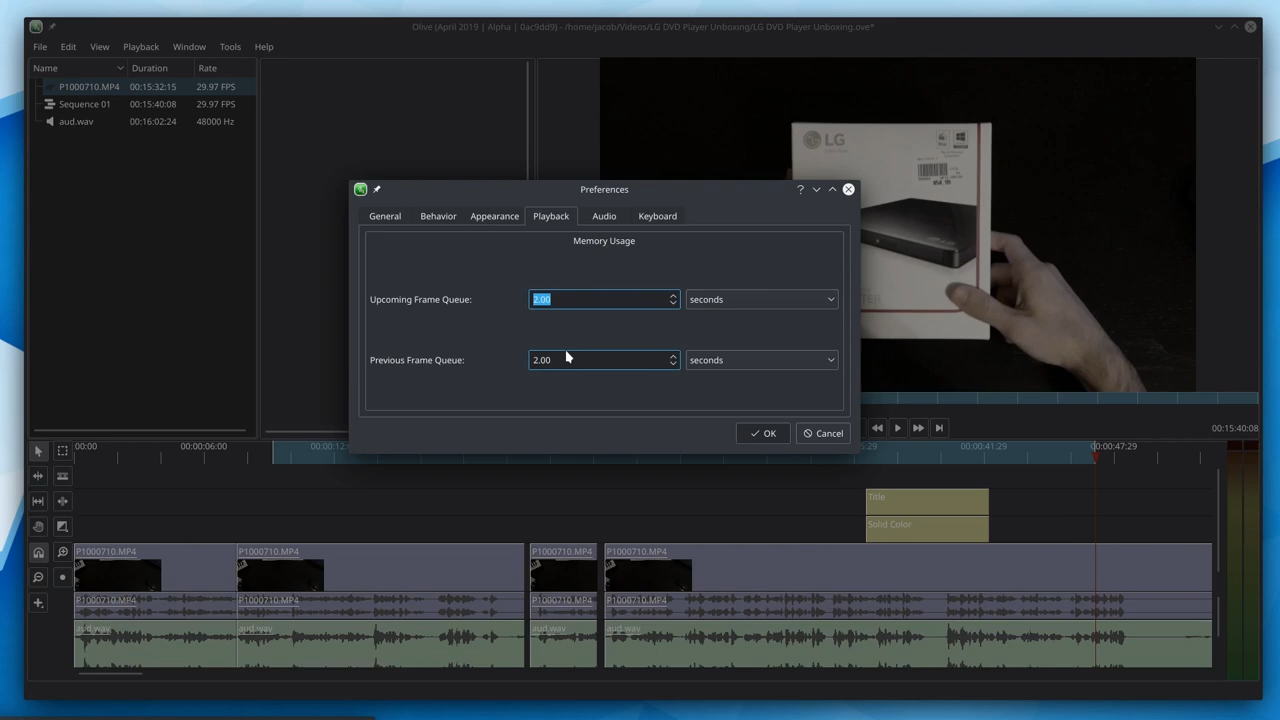 Olive (April 2019 | Alpha | 0ac9dd9) - /home/jacob/Videos/LG DVD Player Unboxing/LG DVD Player Unboxing.ove*
File Edit View Playback Window Tools Help
Name Duration Rate
P1000710.MP4 00:15:32:15 29.97 FPS
Sequence 01 00:15:40:08 29.97 FPS
aud.wav 00:16:02:24 48000 Hz
LG
Preferences
General Behavior Appearance Playback Audio Keyboard
Memory Usage
Upcoming Frame Queue: 2.00 seconds
Previous Frame Queue: 2.00 seconds
OK Cancel
00:15:40:08
00:00 00:00:06:00 00:00:12: 5:29 00:00:41:29 00:00:47:29
Title
Solid Color
P1000710.MP4 P1000710.MP4 P1000710.MP4 P1000710.MP4
P1000710.MP4 P1000710.MP4 P1000710.MP4 P1000710.MP4
aud.wav aud.wav aud.wav aud.wav